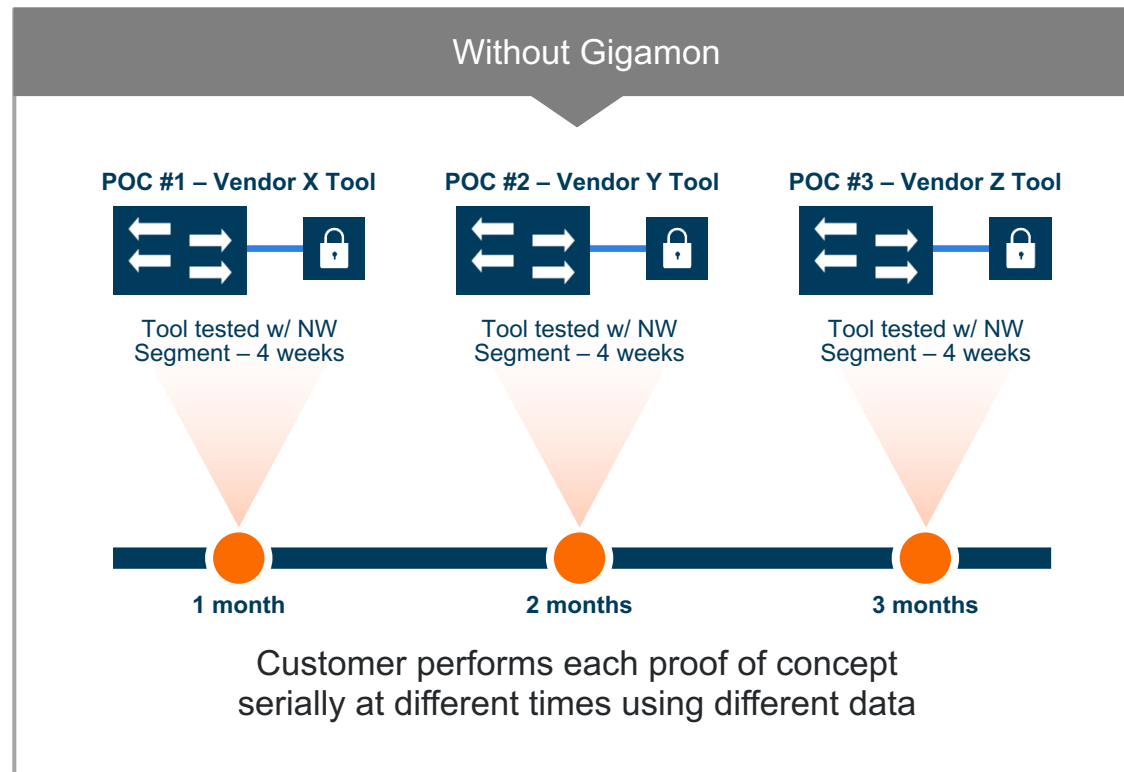 Without Gigamon
POC #1 – Vendor X Tool
Tool tested w/ NW
Segment – 4 weeks
1 month
POC #2 – Vendor Y Tool
Tool tested w/ NW
Segment – 4 weeks
2 months
POC #3 – Vendor Z Tool
Tool tested w/ NW
Segment – 4 weeks
3 months
Customer performs each proof of concept
serially at different times using different data